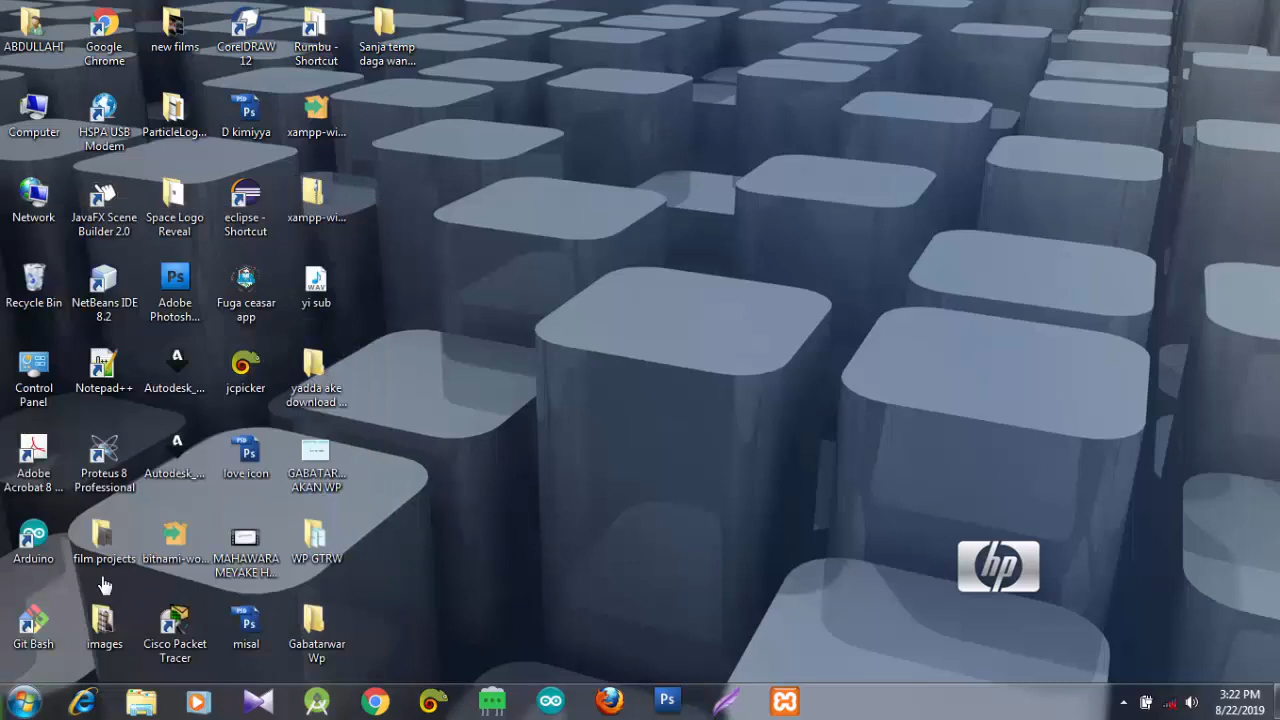 ABDULLAHI
Google
Chrome
new films
CorelDRAW
12
Rumbu -
Shortcut
Sanja temp
daga wan...
Computer
HSPA USB
Modem
ParticleLog...
D kimiyya
xampp-wi...
Network
JavaFX Scene
Builder 2.0
Space Logo
Reveal
eclipse -
Shortcut
xampp-wi...
Recycle Bin
NetBeans IDE
8.2
Ps
Adobe
Photosh...
Fuga ceasar
app
WAV
yi sub
Control
Panel
Notepad++
Autodesk_...
jcpicker
yadda ake
download ...
Adobe
Acrobat 8 ...
Proteus 8
Professional
Autodesk_...
love icon
GABATAR...
AKAN WP
Arduino
film projects
bitnami-wo...
MAHAWARA
MEYAKE H...
WP GTRW
Git Bash
images
Cisco Packet
Tracer
misal
Gabatarwar
Wp
hp
Ps
3:22 PM
8/22/2019